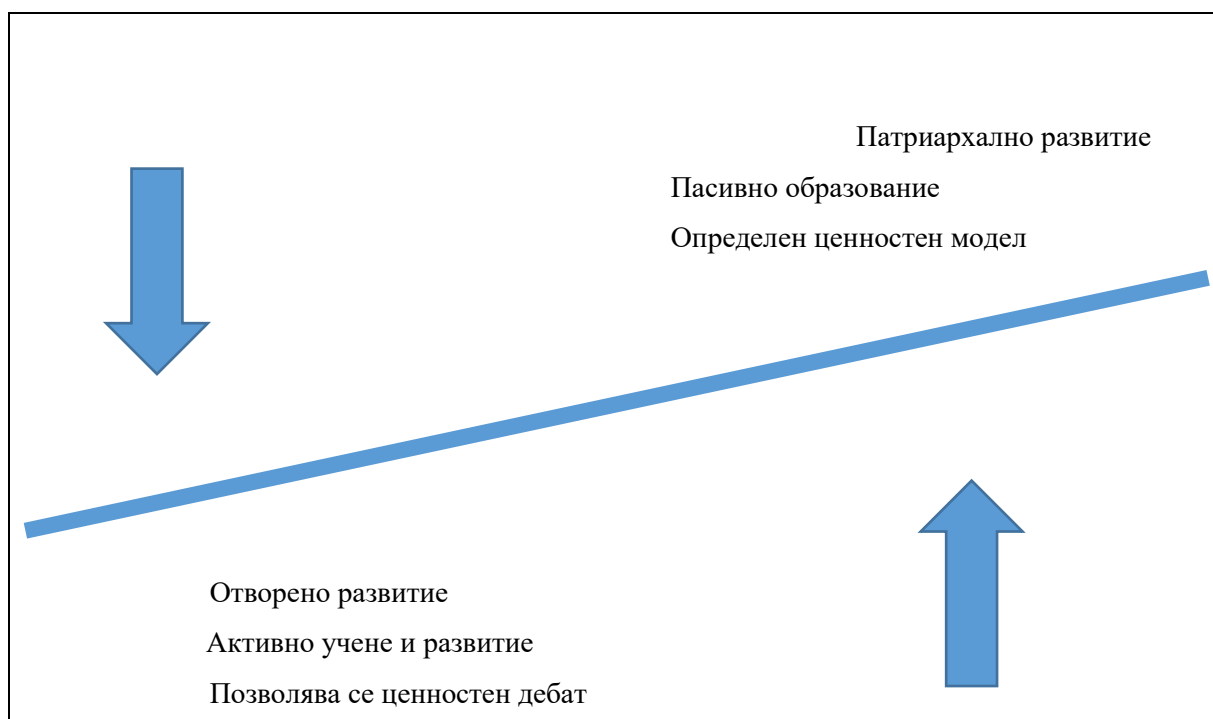 Патриархално развитие
Пасивно образование
Определен ценностен модел
Отворено развитие
Активно учене и развитие
Позволява се ценностен дебат